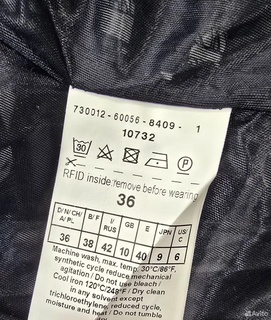 730012-60056-8409- 1
10732
30
P
RFID inside:remove before wearing
36
D/N/CH/A/PL B/F I/RUS GB E JPN US/C
36 38 42 10 40 9 6
Machine wash, max. temp. 30°C/86°F,
synthetic cycle reduce mechanical
agitation / Do not use bleach /
Cool iron 120°C/248°F / Dry clean
in any solvent except
trichloroethylene, reduce
moisture and heat / Do not tumble
Avito